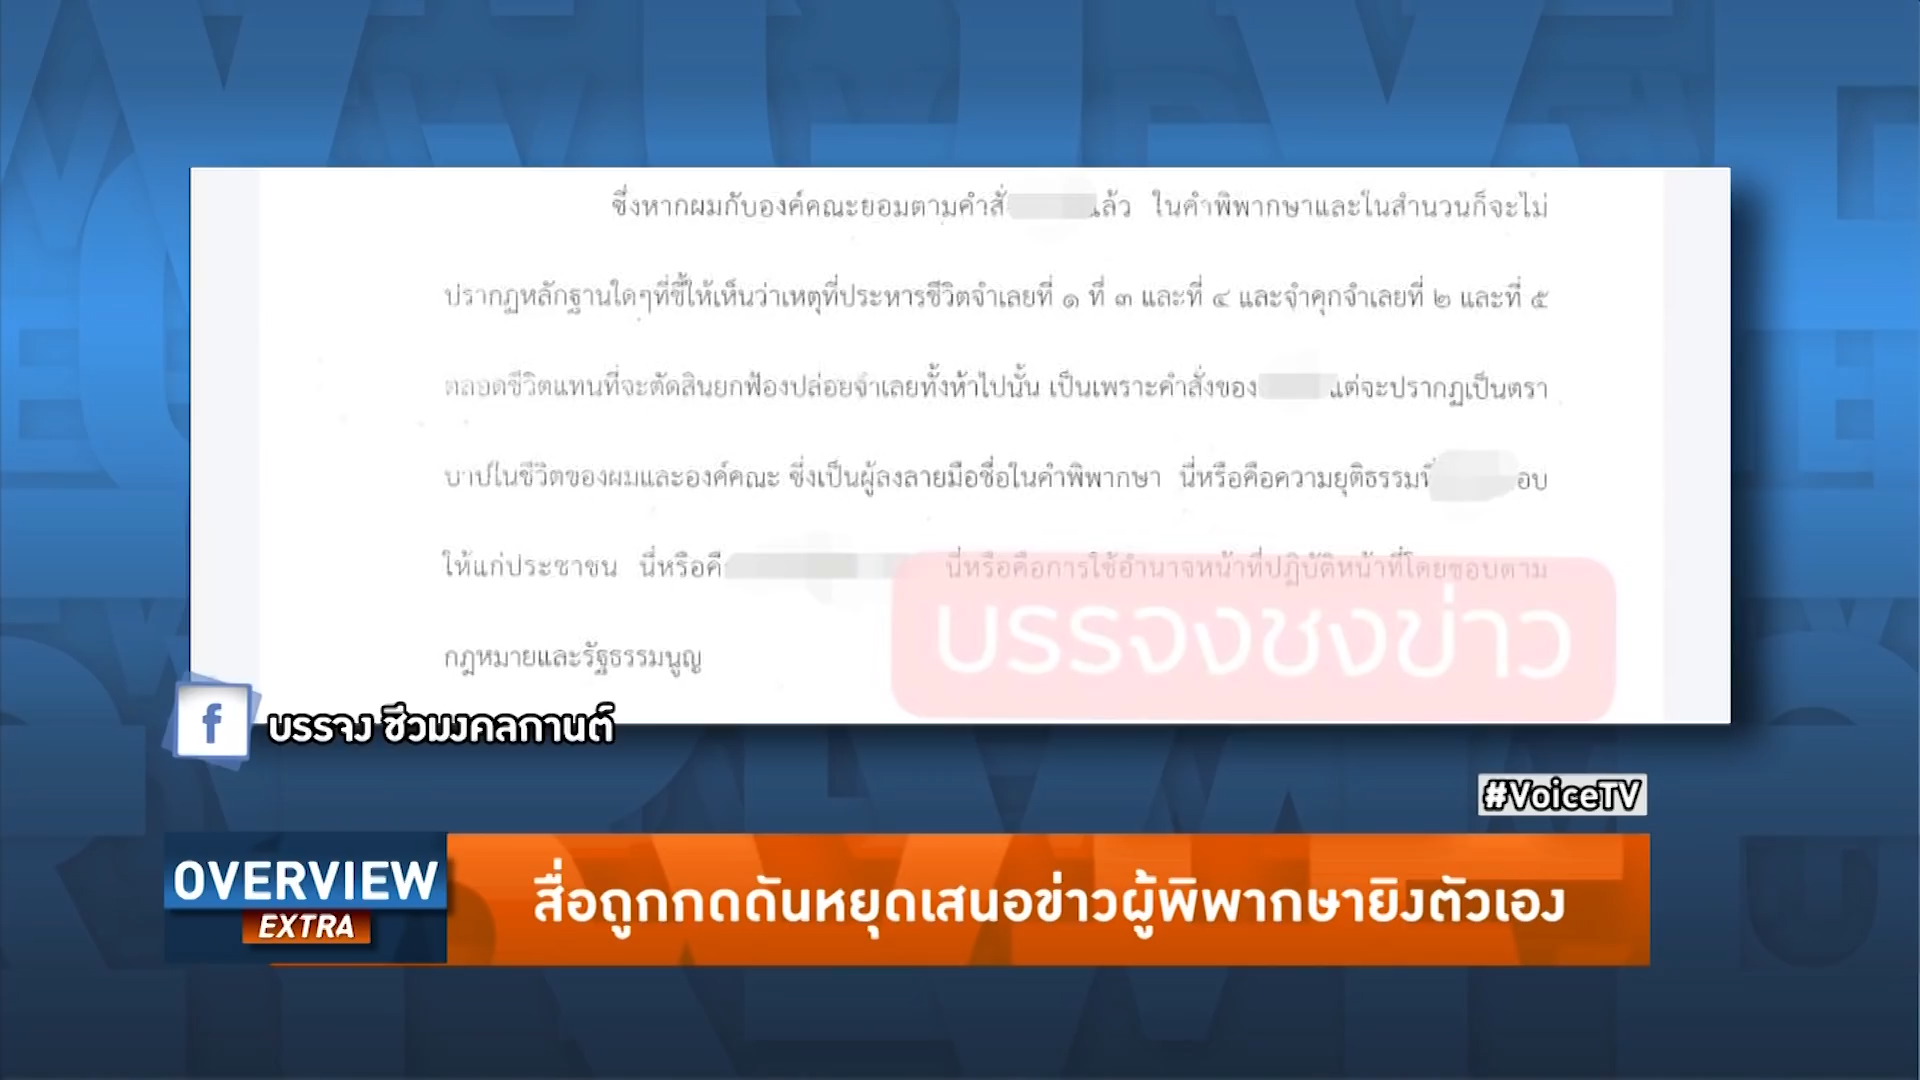 ซึ่งหากผมกับองค์คณะยอมตามคำสั่ แล้ว ในคำพิพากษาและในสำนวนก็จะไม่
ปรากฏหลักฐานใดๆที่ชี้ให้เห็นว่าเหตุที่ประหารชีวิตจำเลยที่ ๑ ที่ ๓ และที่ ๔ และจำคุกจำเลยที่ ๒ และที่ ๕
ตลอดชีวิตแทนที่จะตัดสินยกฟ้องปล่อยจำเลยทั้งห้าไปนั้น เป็นเพราะคำสั่งของ แต่จะปรากฏเป็นตรา
บาปในชีวิตของผมและองค์คณะ ซึ่งเป็นผู้ลงลายมือชื่อในคำพิพากษา นี่หรือคือความยุติธรรมที่ อบ
ให้แก่ประชาชน นี่หรือคื นี่หรือคือการใช้อำนาจหน้าที่ปฏิบัติหน้าที่โดยชอบตาม
กฎหมายและรัฐธรรมนูญ
บรรจงชงข่าว
f บรรจง ชีวมงคลกานต์
#VoiceTV
OVERVIEW
EXTRA
สื่อถูกกดดันหยุดเสนอข่าวผู้พิพากษายิงตัวเอง